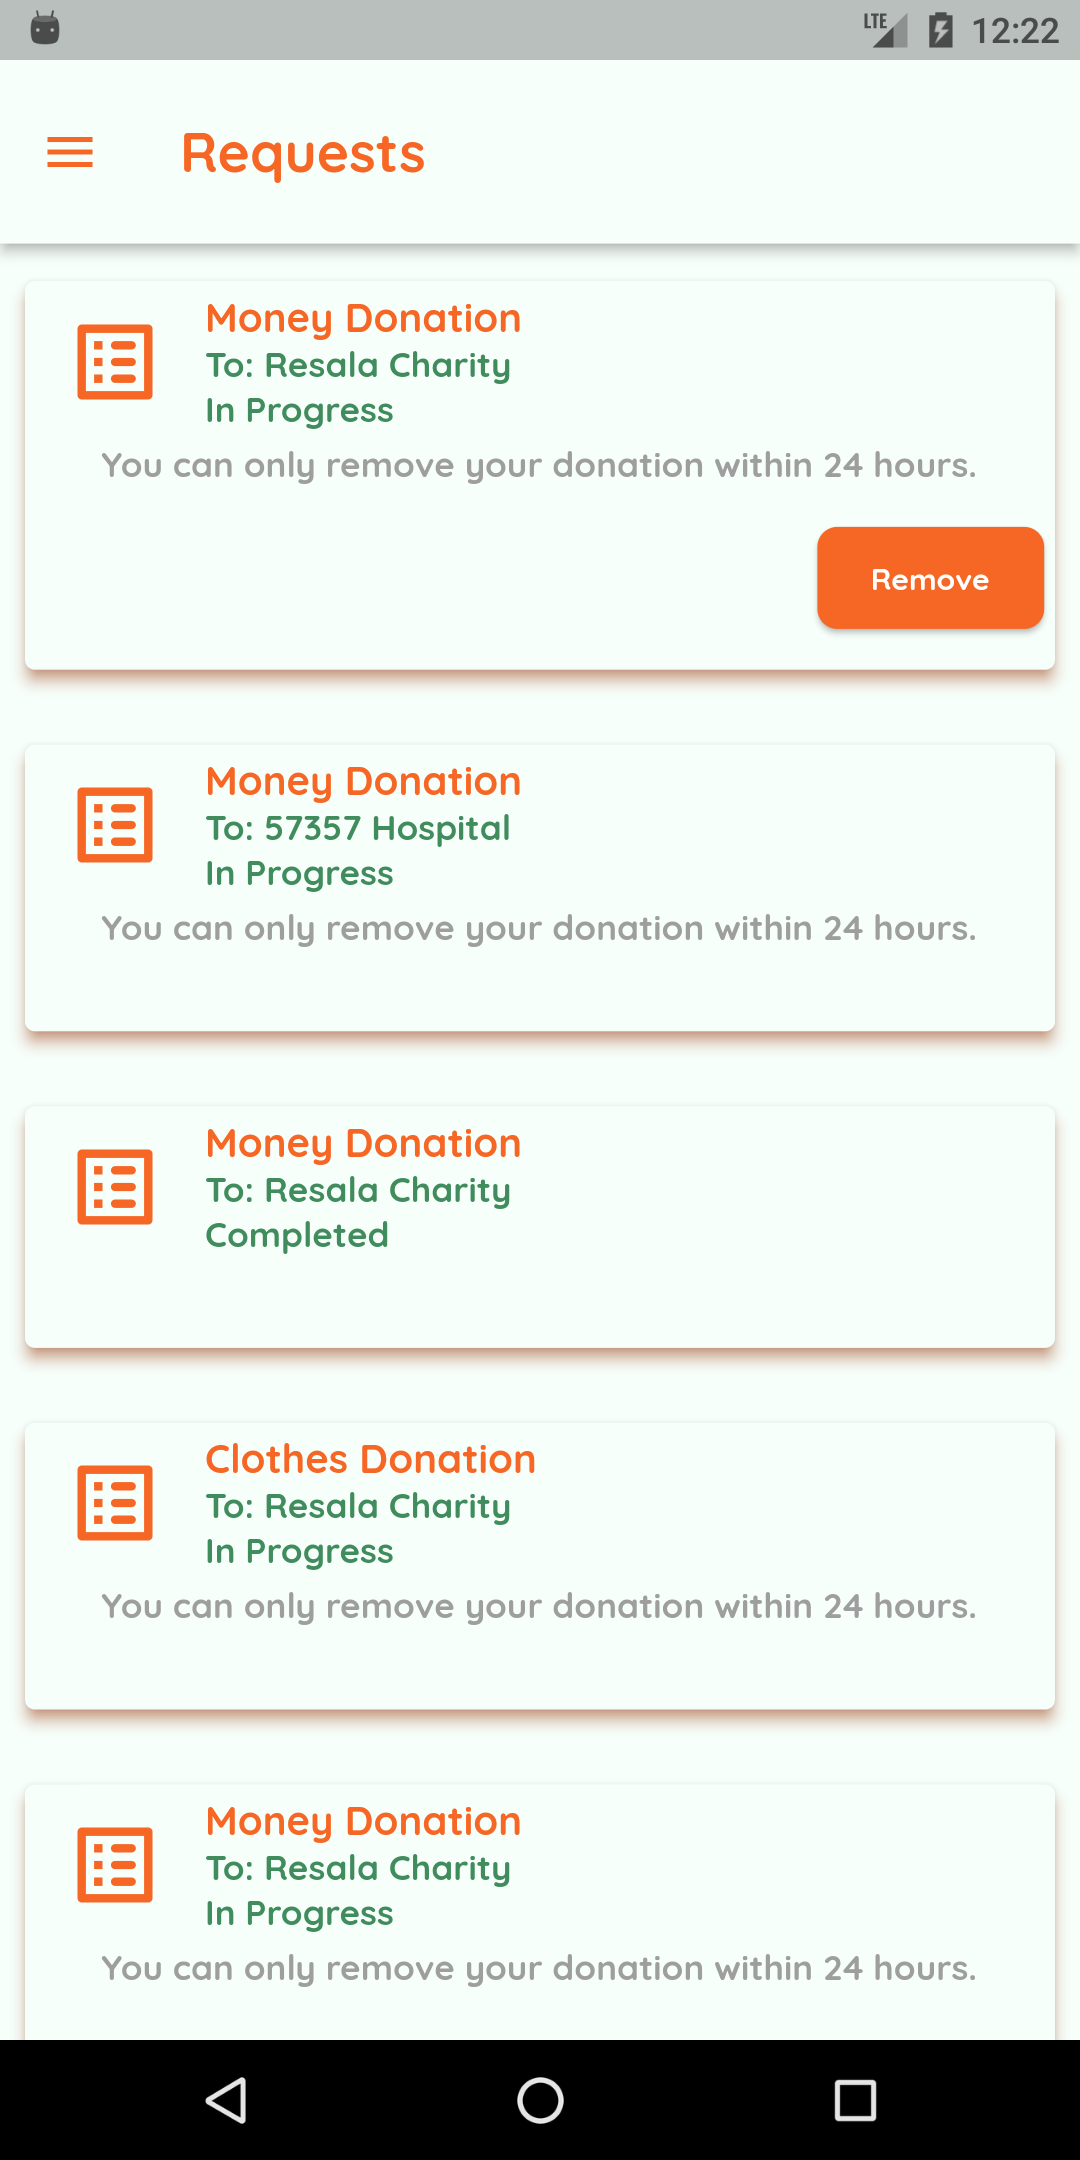 LTE 12:22
Requests
Money Donation
To: Resala Charity
In Progress
You can only remove your donation within 24 hours.
Remove
Money Donation
To: 57357 Hospital
In Progress
You can only remove your donation within 24 hours.
Money Donation
To: Resala Charity
Completed
Clothes Donation
To: Resala Charity
In Progress
You can only remove your donation within 24 hours.
Money Donation
To: Resala Charity
In Progress
You can only remove your donation within 24 hours.